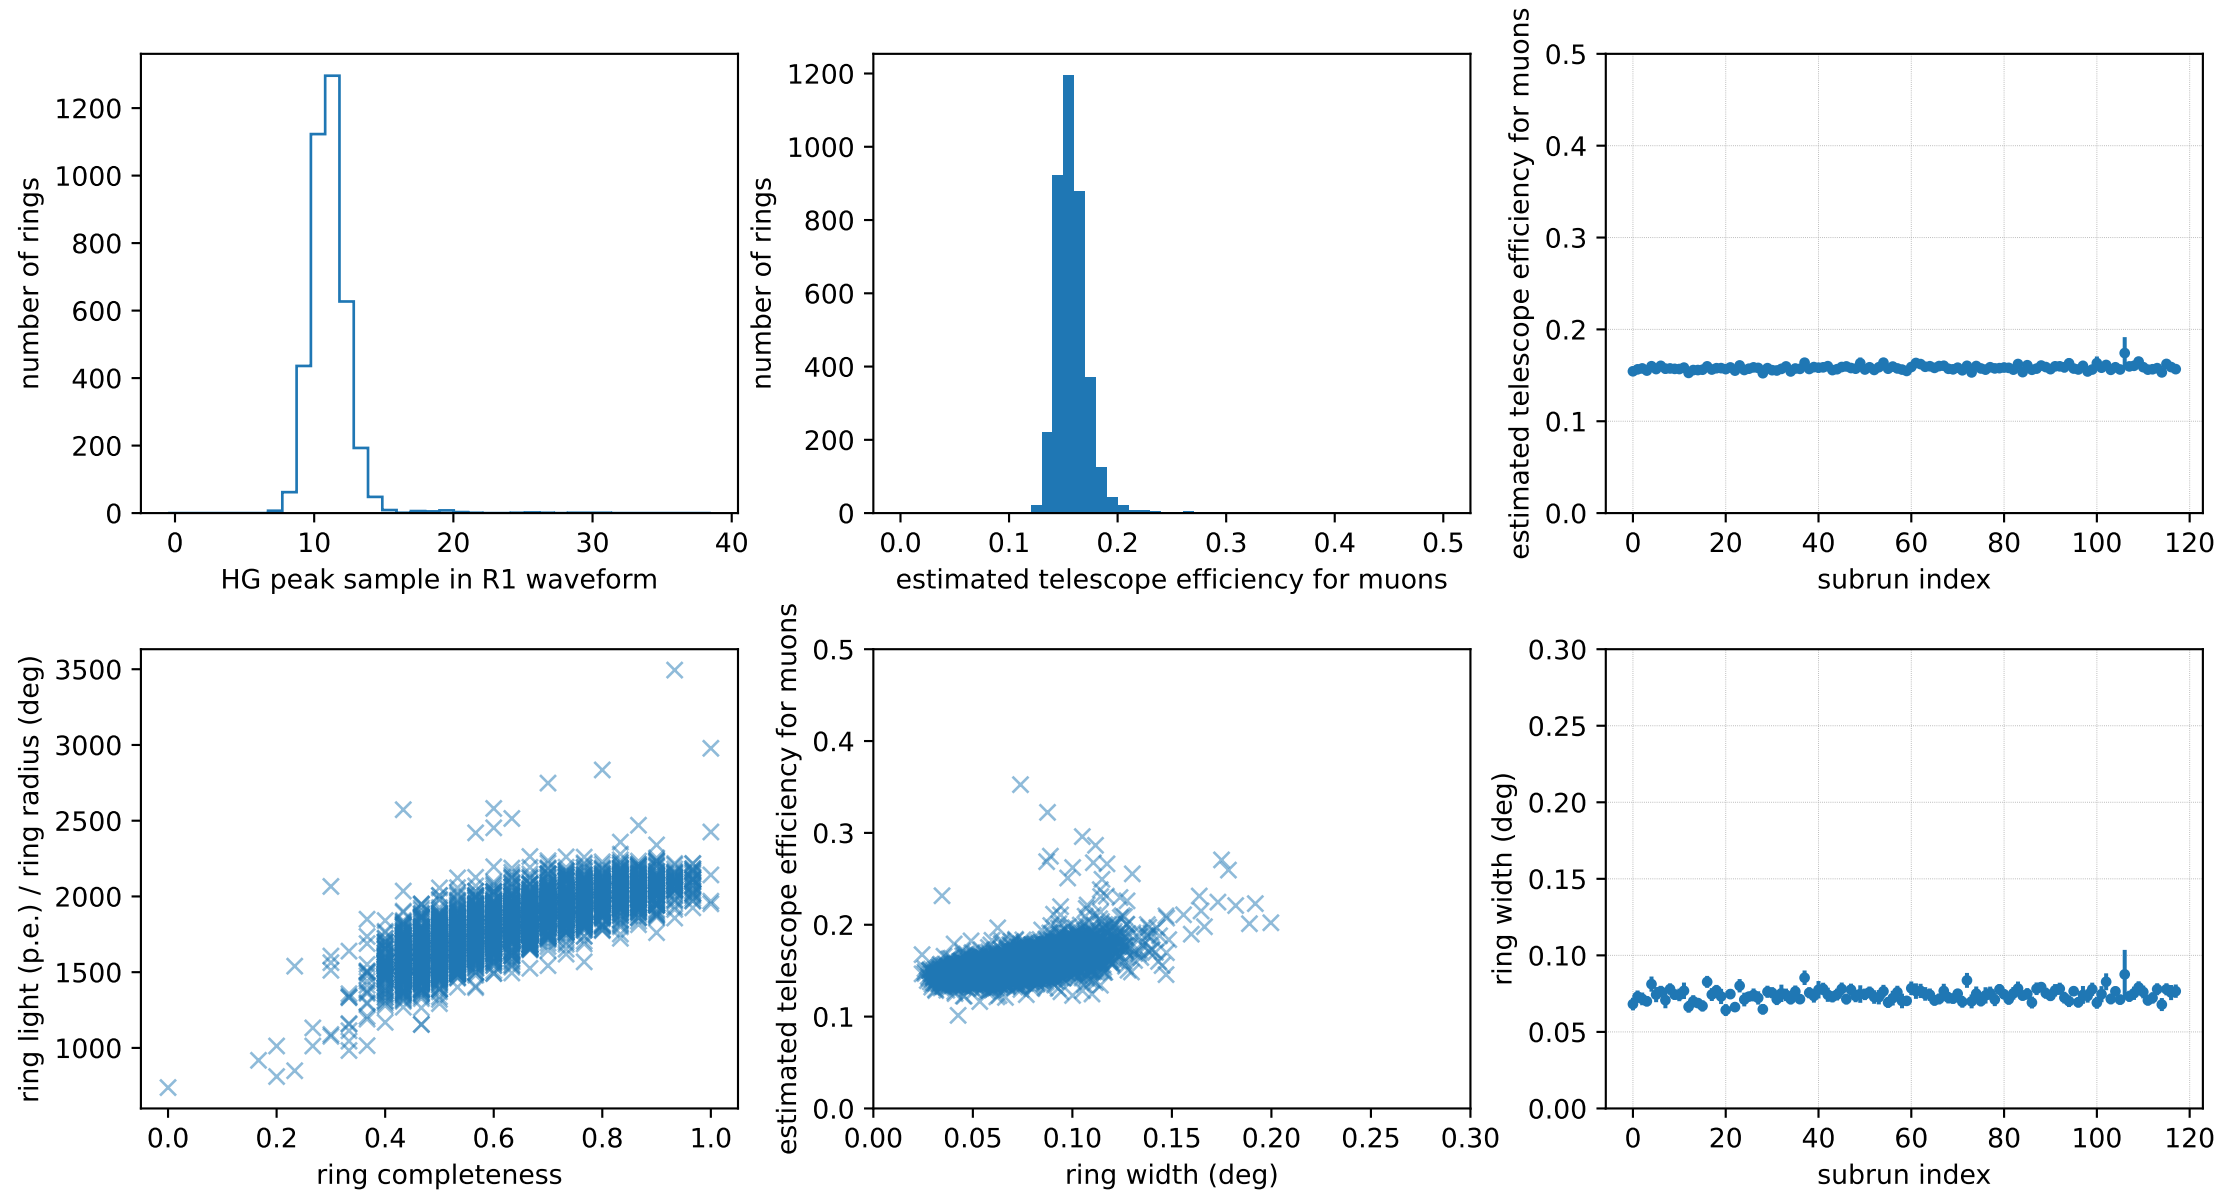 number of rings
1200
1000
800
600
400
200
0
0 10 20 30 40
HG peak sample in R1 waveform
number of rings
1200
1000
800
600
400
200
0
0.0 0.1 0.2 0.3 0.4 0.5
estimated telescope efficiency for muons
estimated telescope efficiency for muons
0.5
0.4
0.3
0.2
0.1
0.0
0 20 40 60 80 100 120
subrun index
ring light (p.e.) / ring radius (deg)
3500
3000
2500
2000
1500
1000
0.0 0.2 0.4 0.6 0.8 1.0
ring completeness
estimated telescope efficiency for muons
0.5
0.4
0.3
0.2
0.1
0.0
0.00 0.05 0.10 0.15 0.20 0.25 0.30
ring width (deg)
ring width (deg)
0.30
0.25
0.20
0.15
0.10
0.05
0.00
0 20 40 60 80 100 120
subrun index